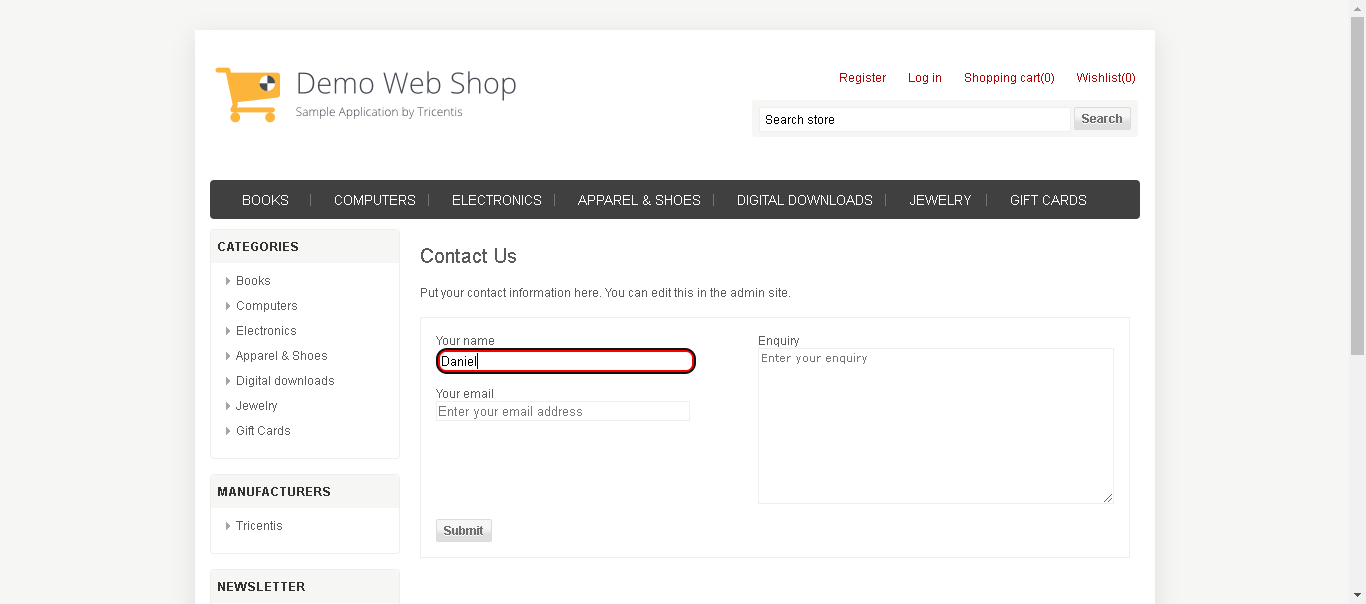 Demo Web Shop
Sample Application by Tricentis
Register Log in Shopping cart(0) Wishlist(0)
Search store Search
BOOKS COMPUTERS ELECTRONICS APPAREL & SHOES DIGITAL DOWNLOADS JEWELRY GIFT CARDS
CATEGORIES
Books
Computers
Electronics
Apparel & Shoes
Digital downloads
Jewelry
Gift Cards
MANUFACTURERS
Tricentis
NEWSLETTER
Contact Us
Put your contact information here. You can edit this in the admin site.
Your name
Daniel
Your email
Enter your email address
Enquiry
Enter your enquiry
Submit